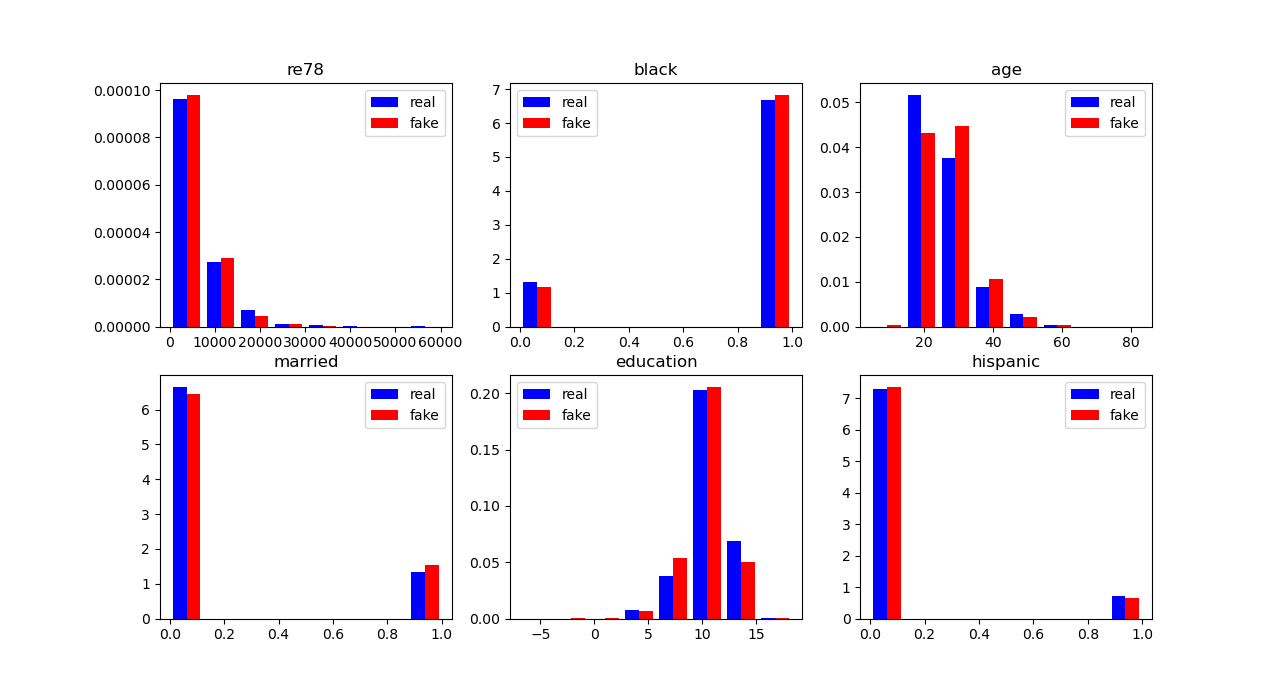 re78
0.00010
0.00008
0.00006
0.00004
0.00002
0.00000
0 10000 20000 30000 40000 50000 60000
real
fake
black
7
6
5
4
3
2
1
0
0.0 0.2 0.4 0.6 0.8 1.0
real
fake
age
0.05
0.04
0.03
0.02
0.01
0.00
20 40 60 80
real
fake
married
6
5
4
3
2
1
0
0.0 0.2 0.4 0.6 0.8 1.0
real
fake
education
0.20
0.15
0.10
0.05
0.00
−5 0 5 10 15
real
fake
hispanic
7
6
5
4
3
2
1
0
0.0 0.2 0.4 0.6 0.8 1.0
real
fake